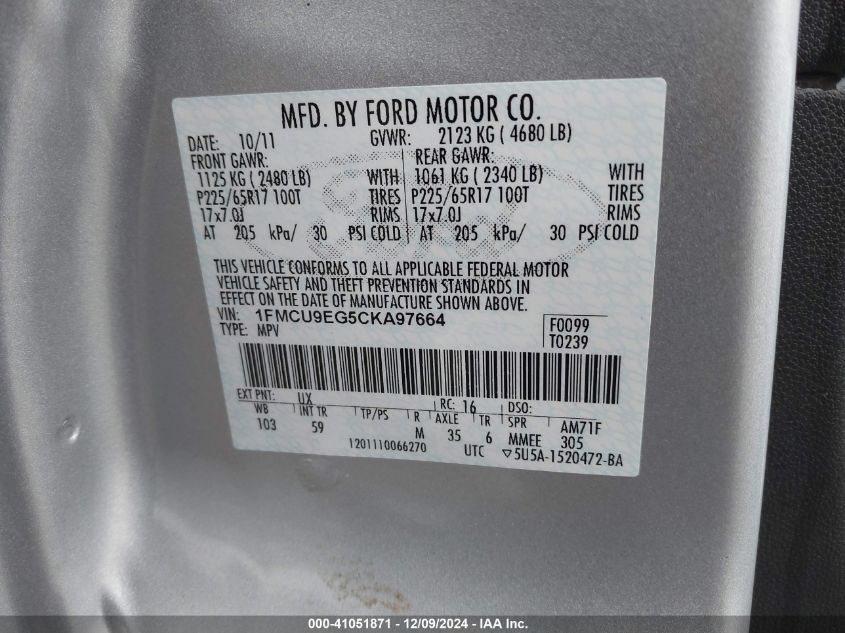 MFD. BY FORD MOTOR CO.
DATE: 10/11 GVWR: 2123 KG ( 4680 LB)
FRONT GAWR: REAR GAWR:
1125 KG ( 2480 LB) WITH 1061 KG ( 2340 LB) WITH
P225/65R17 100T TIRES P225/65R17 100T TIRES
17x7.0J RIMS 17x7.0J RIMS
AT 205 kPa/ 30 PSI COLD AT 205 kPa/ 30 PSI COLD
THIS VEHICLE CONFORMS TO ALL APPLICABLE FEDERAL MOTOR
VEHICLE SAFETY AND THEFT PREVENTION STANDARDS IN
EFFECT ON THE DATE OF MANUFACTURE SHOWN ABOVE.
VIN: 1FMCU9EG5CKA97664 F0099
TYPE: MPV T0239
EXT PNT: UX RC: 16 DSO:
WB INT TR TP/PS R AXLE TR SPR AM71F
103 59 M 35 6 MMEE 305
1201110066270 UTC ▽5U5A-1520472-BA
000-41051871 - 12/09/2024 - IAA Inc.